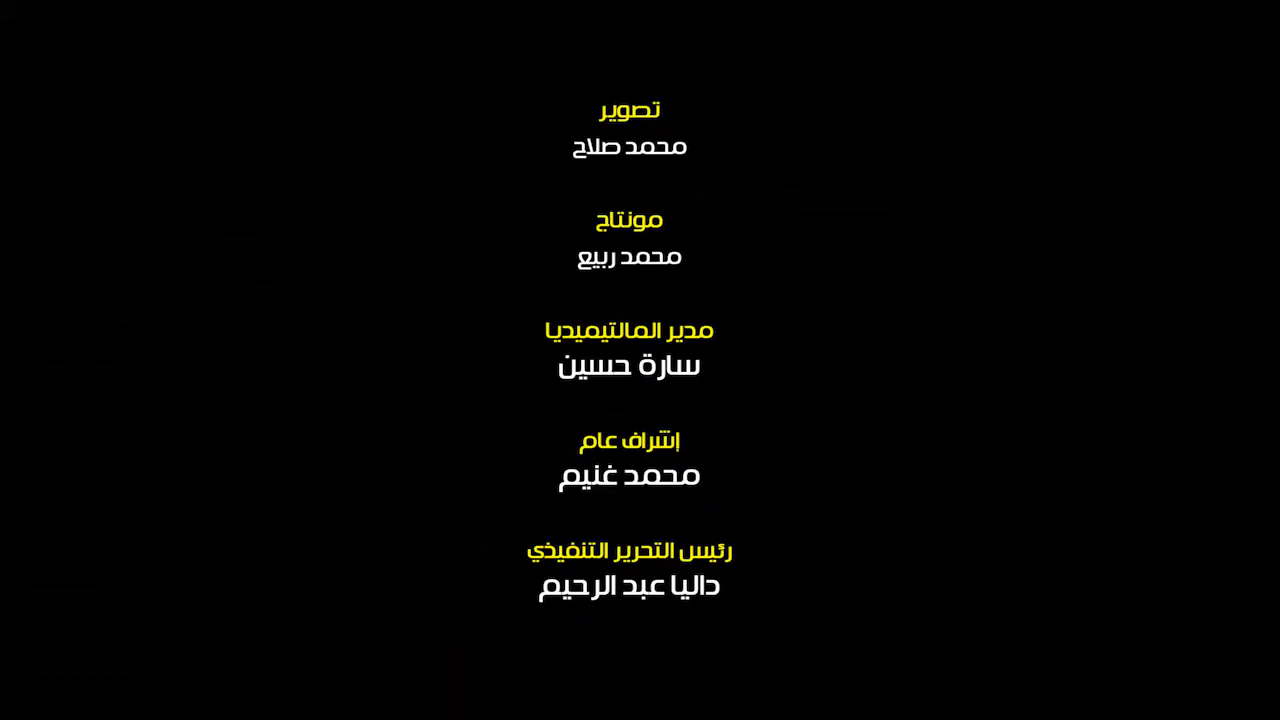 تصوير
محمد صلاح
مونتاج
محمد ربيع
مدير المالتيميديا
سارة حسين
إشراف عام
محمد غنيم
رئيس التحرير التنفيذي
داليا عبد الرحيم